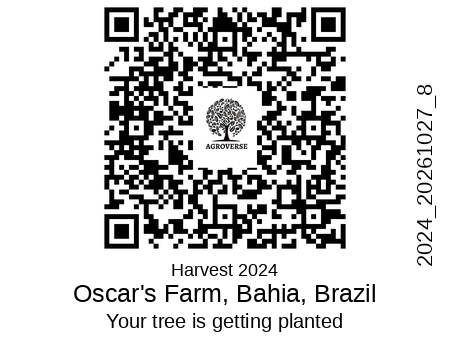 AGROVERSE
2024_20261027_8
Harvest 2024
Oscar's Farm, Bahia, Brazil
Your tree is getting planted